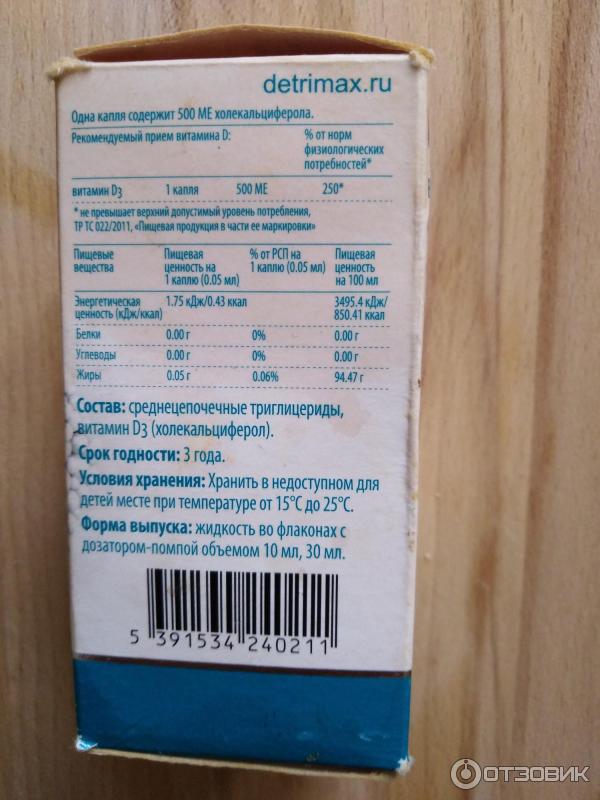 detrimax.ru
Одна капля содержит 500 МЕ холекальциферола.
Рекомендуемый прием витамина D: % от норм
физиологических
потребностей*
витамин D3 1 капля 500 МЕ 250*
* не превышает верхний допустимый уровень потребления,
ТР ТС 022/2011, «Пищевая продукция в части ее маркировки»
Пищевые Пищевая % от РСП на Пищевая
вещества ценность на 1 каплю (0.05 мл) ценность
1 каплю (0.05 мл) на 100 мл
Энергетическая 1.75 кДж/0.43 ккал 3495.4 кДж/
ценность (кДж/ккал) 850.41 ккал
Белки 0.00 г 0% 0.00 г
Углеводы 0.00 г 0% 0.00 г
Жиры 0.05 г 0.06% 94.47 г
Состав: среднецепочечные триглицериды,
витамин D3 (холекальциферол).
Срок годности: 3 года.
Условия хранения: Хранить в недоступном для
детей месте при температуре от 15°C до 25°C.
Форма выпуска: жидкость во флаконах с
дозатором-помпой объемом 10 мл, 30 мл.
5 391534 240211
ОТЗОВИК